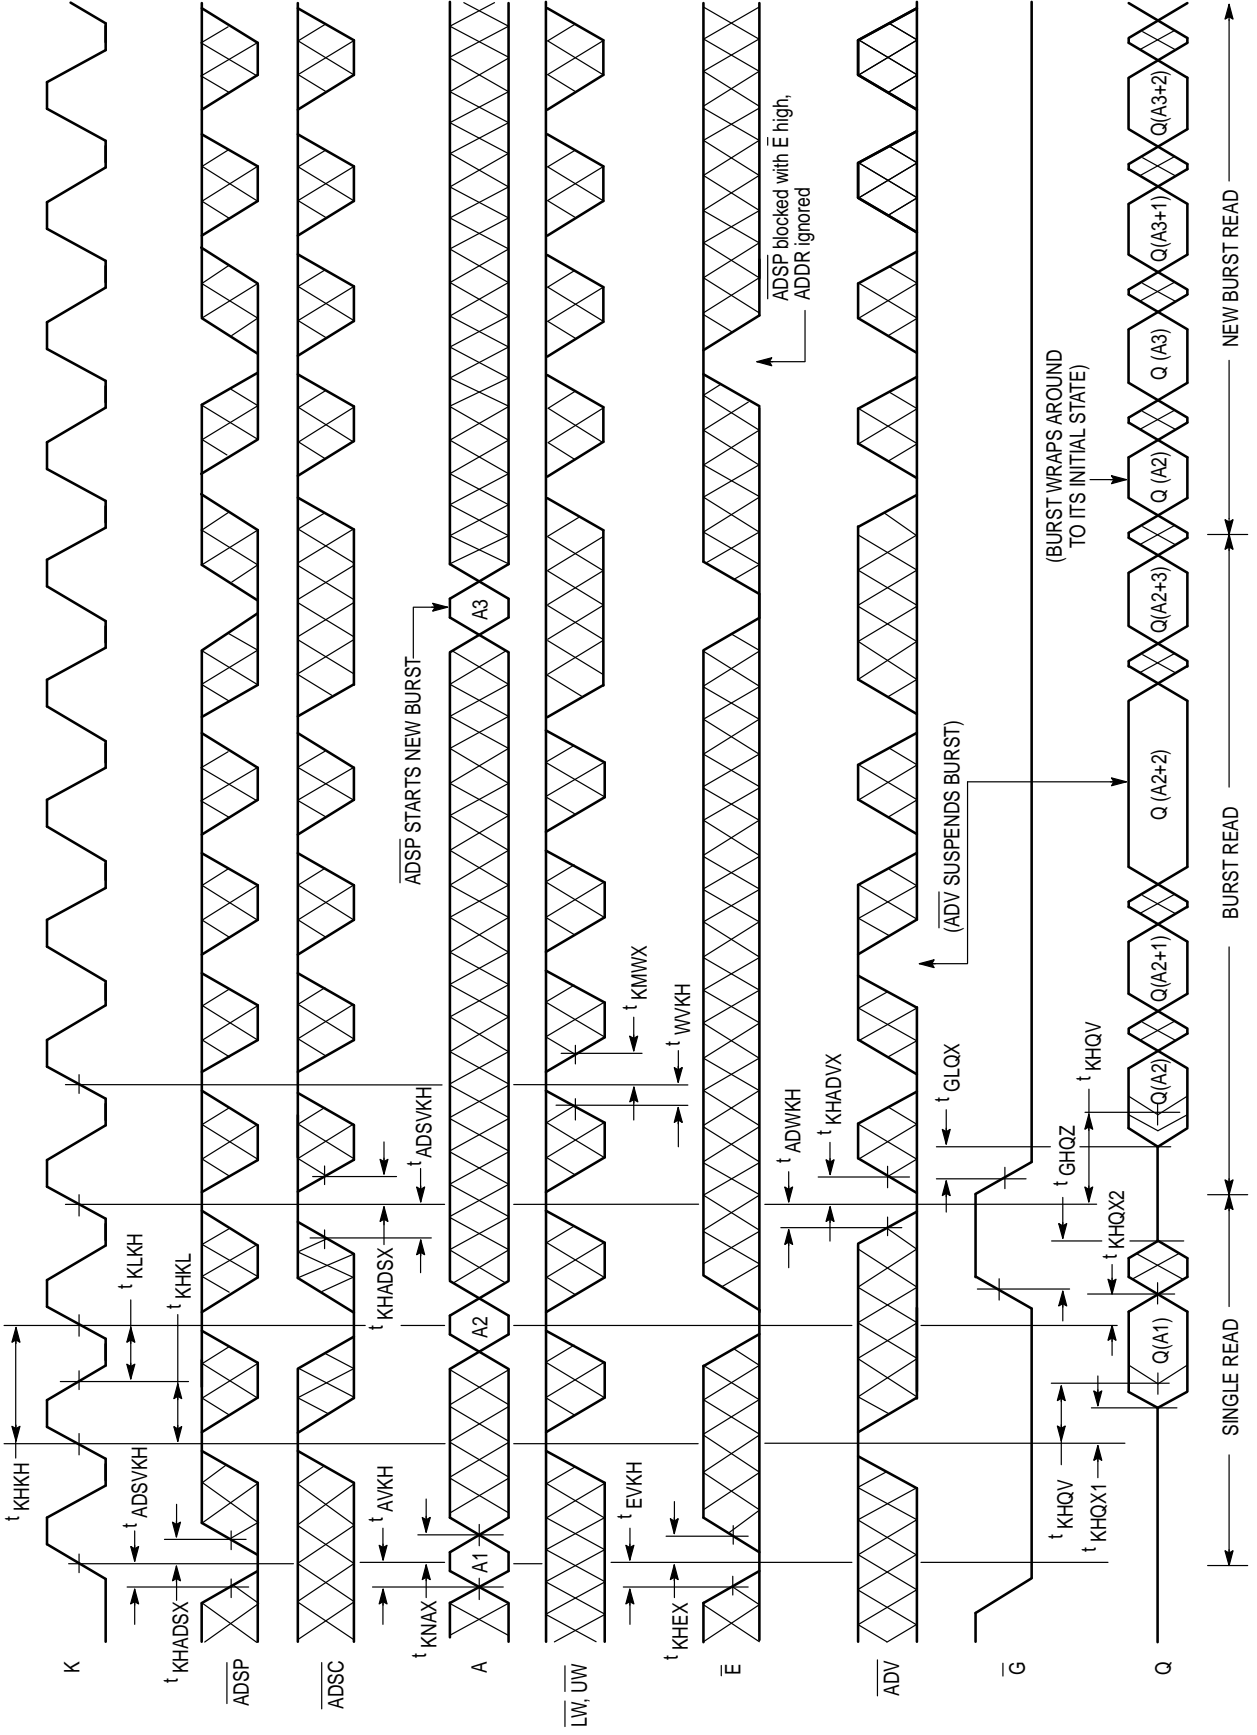 K
t KHKH
t KLKH
t KHKL
t ADSVKH
t KHADSX
ADSP
ADSC
t KHADSX
t ADSVKH
ADSP STARTS NEW BURST
t AVKH
t KNAX
A
A1
A2
A3
LW, UW
t KMWX
t WVKH
t EVKH
t KHEX
E
ADSP blocked with E high,
ADDR ignored
t ADWKH
t KHADVX
ADV
(ADV SUSPENDS BURST)
t GLQX
G
(BURST WRAPS AROUND
TO ITS INITIAL STATE)
t KHQV
t KHQX1
t KHQX2
t GHQZ
t KHQV
Q
Q(A1)
Q(A2)
Q(A2+1)
Q (A2+2)
Q(A2+3)
Q (A2)
Q (A3)
Q(A3+1)
Q(A3+2)
SINGLE READ
BURST READ
NEW BURST READ